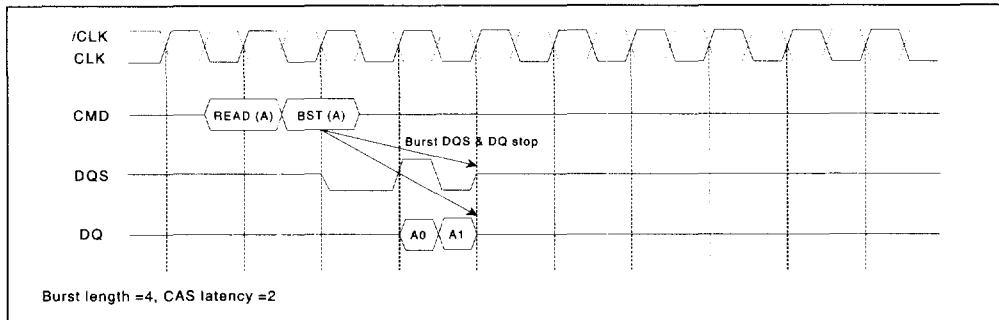 /CLK
CLK
CMD READ (A) BST (A)
Burst DQS & DQ stop
DQS
DQ A0 A1
Burst length =4, CAS latency =2